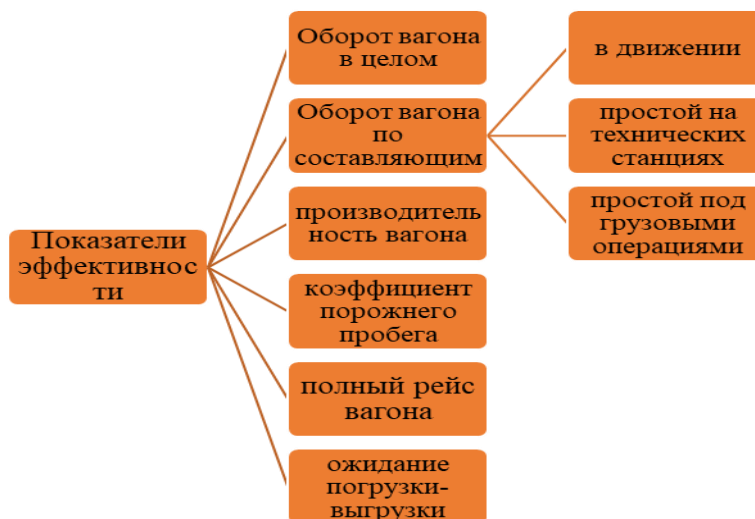 Показатели
эффективнос
ти
Оборот вагона
в целом
Оборот вагона
по
составляющим
производитель
ность вагона
коэффициент
порожнего
пробега
полный рейс
вагона
ожидание
погрузки-
выгрузки
в движении
простой на
технических
станциях
простой под
грузовыми
операциями